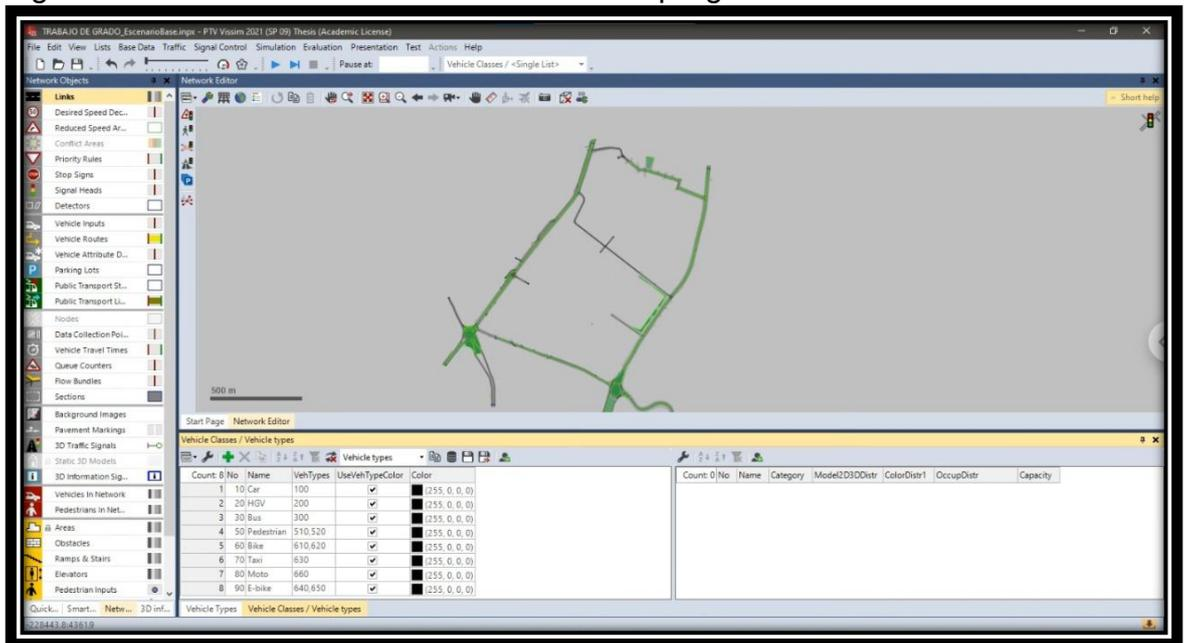 TRABAJO DE GRADO_EscenarioBase.inpx - PTV Vissim 2021 (SP 09) Thesis (Academic License)
File Edit View Lists Base Data Traffic Signal Control Simulation Evaluation Presentation Test Actions Help
Pause at: Vehicle Classes / <Single List>
Network Objects
Network Editor
Short help
Links
Desired Speed Dec...
Reduced Speed Ar...
Conflict Areas
Priority Rules
Stop Signs
Signal Heads
Detectors
Vehicle Inputs
Vehicle Routes
Vehicle Attribute D...
Parking Lots
Public Transport St...
Public Transport Li...
Nodes
Data Collection Poi...
Vehicle Travel Times
Queue Counters
Flow Bundles
Sections
Background Images
Pavement Markings
3D Traffic Signals
Static 3D Models
3D Information Sig...
Vehicles In Network
Pedestrians In Net...
Areas
Obstacles
Ramps & Stairs
Elevators
Pedestrian Inputs
Quick... Smart... Netw... 3D inf...
500 m
Start Page Network Editor
Vehicle Classes / Vehicle types
Vehicle types
Count: 8 No Name VehTypes UseVehTypeColor Color
1 10 Car 100 (255, 0, 0, 0)
2 20 HGV 200 (255, 0, 0, 0)
3 30 Bus 300 (255, 0, 0, 0)
4 50 Pedestrian 510,520 (255, 0, 0, 0)
5 60 Bike 610,620 (255, 0, 0, 0)
6 70 Taxi 630 (255, 0, 0, 0)
7 80 Moto 660 (255, 0, 0, 0)
8 90 E-bike 640,650 (255, 0, 0, 0)
Count: 0 No Name Category Model2D3DDistr ColorDistr1 OccupDistr Capacity
Vehicle Types Vehicle Classes / Vehicle types
-228443.8:4361.9